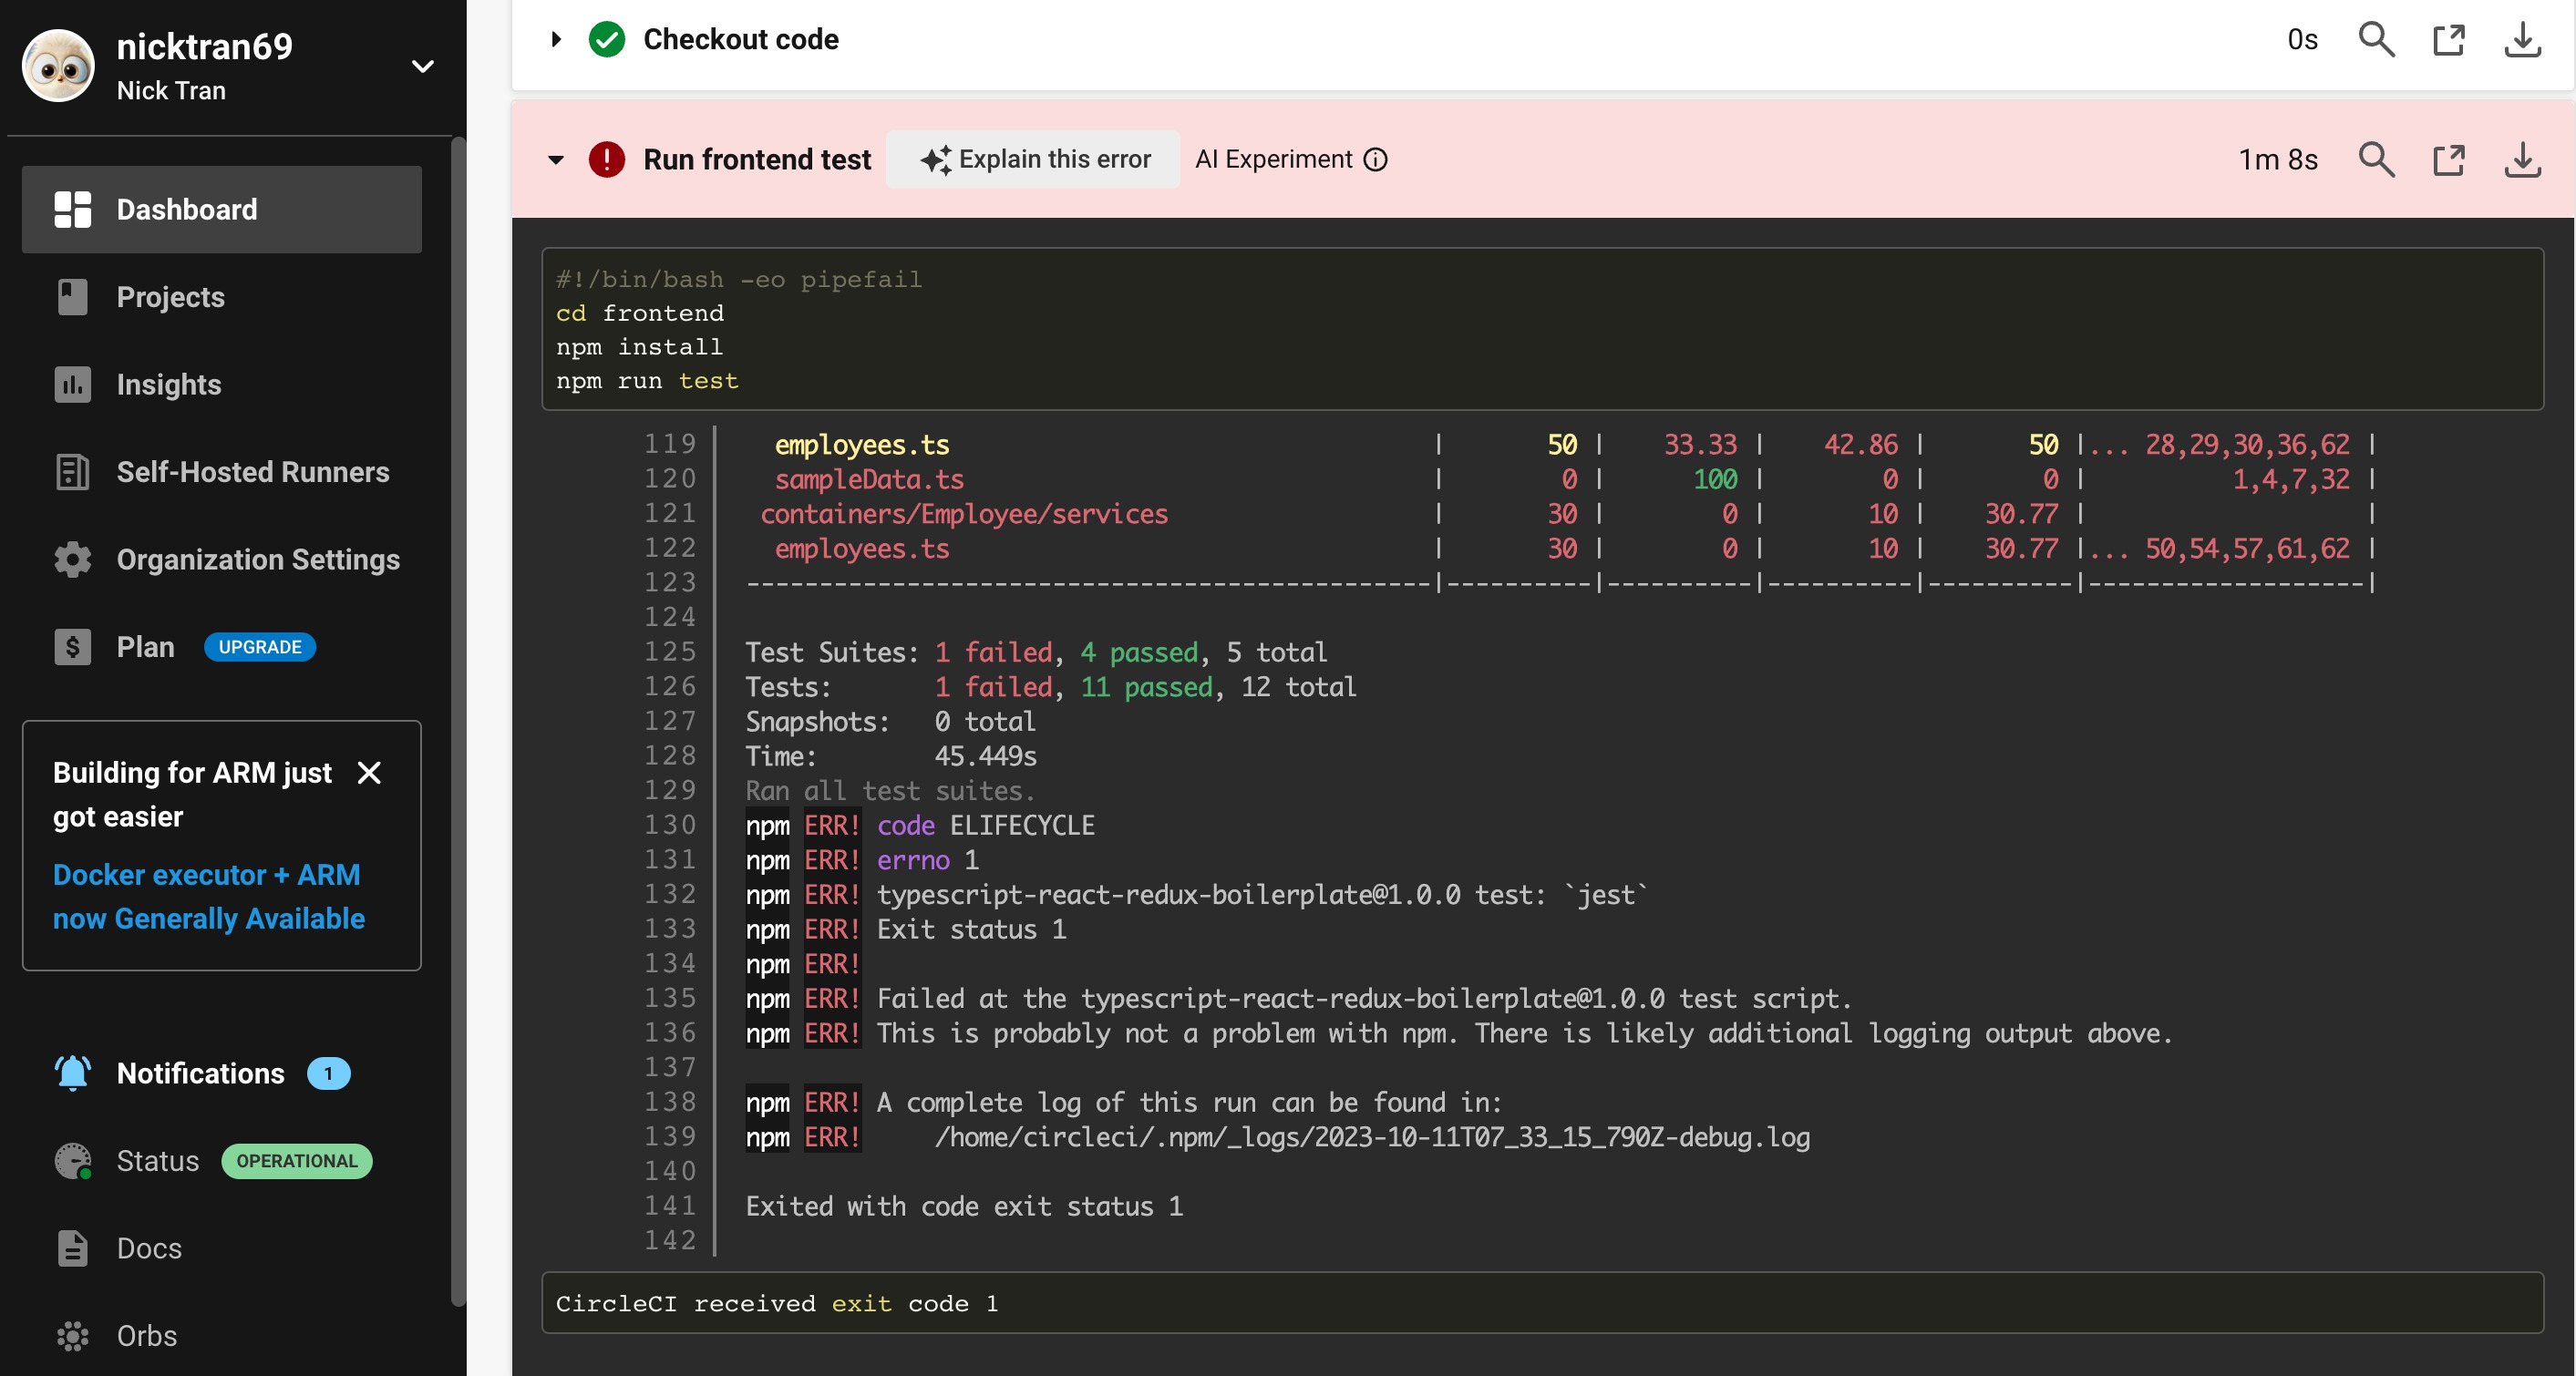 nicktran69
Nick Tran
Dashboard
Projects
Insights
Self-Hosted Runners
Organization Settings
Plan UPGRADE
Building for ARM just
got easier
Docker executor + ARM
now Generally Available
Notifications 1
Status OPERATIONAL
Docs
Orbs
Checkout code 0s
Run frontend test Explain this error AI Experiment 1m 8s
#!/bin/bash -eo pipefail
cd frontend
npm install
npm run test
119 employees.ts | 50 | 33.33 | 42.86 | 50 |... 28,29,30,36,62 |
120 sampleData.ts | 0 | 100 | 0 | 0 | 1,4,7,32 |
121 containers/Employee/services | 30 | 0 | 10 | 30.77 | |
122 employees.ts | 30 | 0 | 10 | 30.77 |... 50,54,57,61,62 |
123 -----------------------------------------------|----------|----------|----------|----------|-------------------|
124
125 Test Suites: 1 failed, 4 passed, 5 total
126 Tests: 1 failed, 11 passed, 12 total
127 Snapshots: 0 total
128 Time: 45.449s
129 Ran all test suites.
130 npm ERR! code ELIFECYCLE
131 npm ERR! errno 1
132 npm ERR! typescript-react-redux-boilerplate@1.0.0 test: `jest`
133 npm ERR! Exit status 1
134 npm ERR!
135 npm ERR! Failed at the typescript-react-redux-boilerplate@1.0.0 test script.
136 npm ERR! This is probably not a problem with npm. There is likely additional logging output above.
137
138 npm ERR! A complete log of this run can be found in:
139 npm ERR! /home/circleci/.npm/_logs/2023-10-11T07_33_15_790Z-debug.log
140
141 Exited with code exit status 1
142
CircleCI received exit code 1